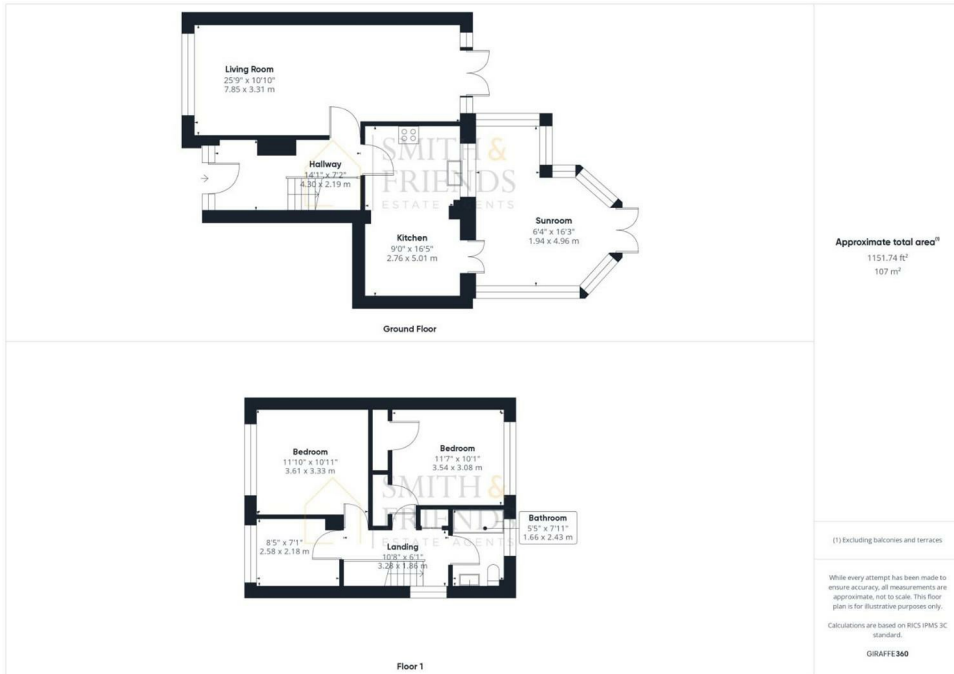 Living Room
25'9" x 10'10"
7.85 x 3.31 m
Hallway
14'1" x 7'2"
4.30 x 2.19 m
SMITH &
FRIENDS
ESTATE AGENTS
Kitchen
9'0" x 16'5"
2.76 x 5.01 m
Sunroom
6'4" x 16'3"
1.94 x 4.96 m
Ground Floor
Approximate total area(1)
1151.74 ft²
107 m²
Bedroom
11'10" x 10'11"
3.61 x 3.33 m
Bedroom
11'7" x 10'1"
3.54 x 3.08 m
SMITH &
FRIENDS
ESTATE AGENTS
8'5" x 7'1"
2.58 x 2.18 m
Landing
10'8" x 6'1"
3.28 x 1.86 m
Bathroom
5'5" x 7'11"
1.66 x 2.43 m
Floor 1
(1) Excluding balconies and terraces
While every attempt has been made to
ensure accuracy, all measurements are
approximate, not to scale. This floor
plan is for illustrative purposes only.
Calculations are based on RICS IPMS 3C
standard.
GIRAFFE360